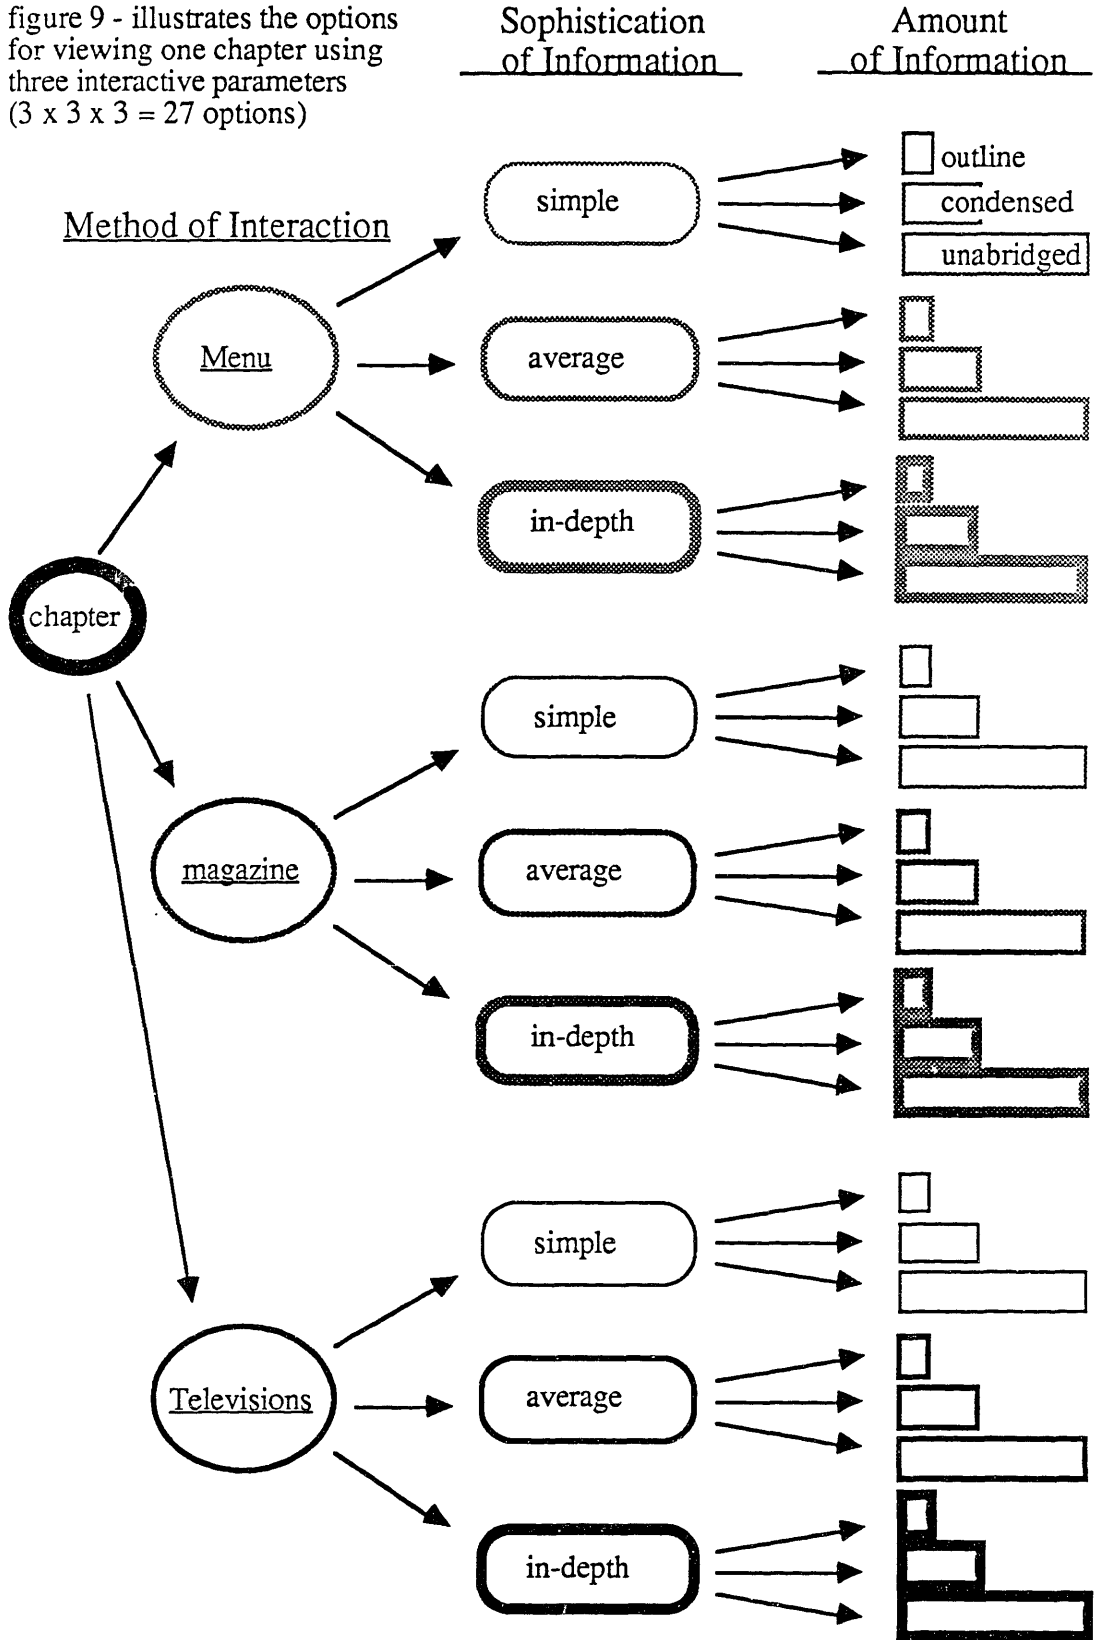 figure 9 - illustrates the options
for viewing one chapter using
three interactive parameters
(3 x 3 x 3 = 27 options)
Sophistication
of Information
Amount
of Information
Method of Interaction
chapter
Menu
simple
outline
condensed
unabridged
average
in-depth
magazine
simple
average
in-depth
Televisions
simple
average
in-depth